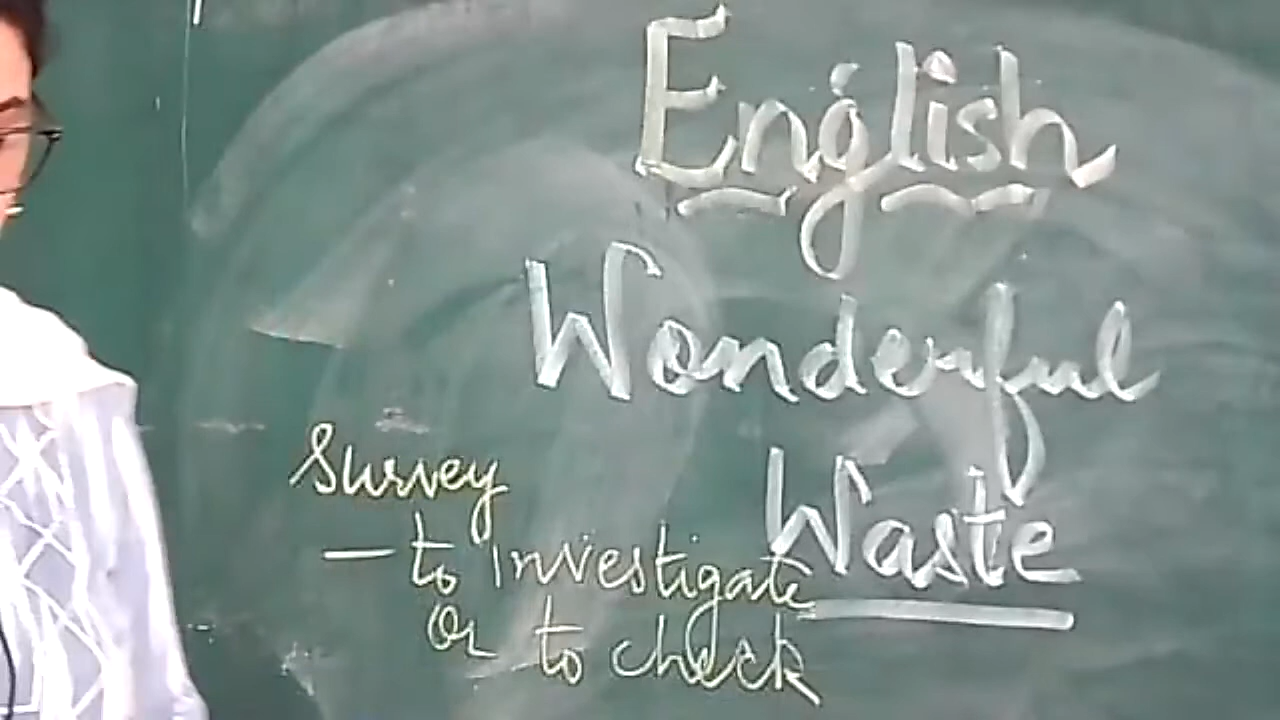 English
Wonderful
Waste
Survey
- to investigate
Or to check